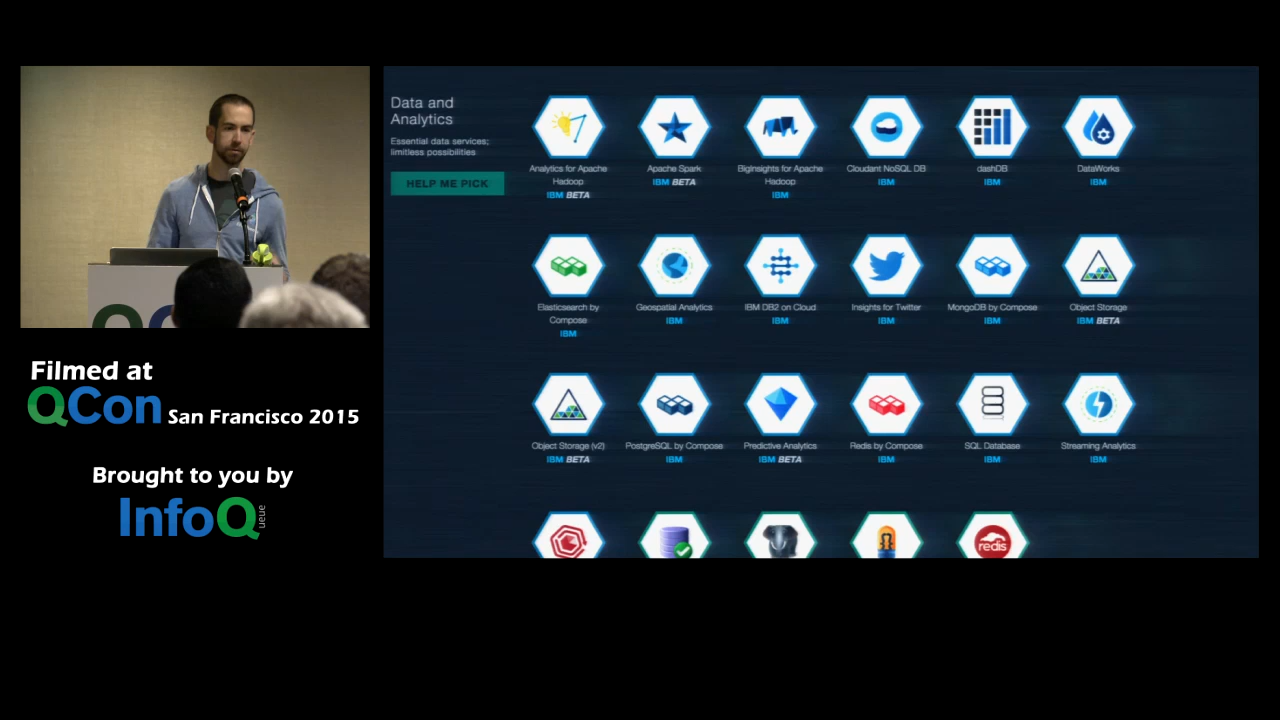 Data and
Analytics
Essential data services;
limitless possibilities
HELP ME PICK
Analytics for Apache
Hadoop
IBM BETA
Apache Spark
IBM BETA
BigInsights for Apache
Hadoop
IBM
Cloudant NoSQL DB
IBM
dashDB
IBM
DataWorks
IBM
Elasticsearch by
Compose
IBM
Geospatial Analytics
IBM
IBM DB2 on Cloud
IBM
Insights for Twitter
IBM
MongoDB by Compose
IBM
Object Storage
IBM BETA
Object Storage (v2)
IBM BETA
PostgreSQL by Compose
IBM
Predictive Analytics
IBM BETA
Redis by Compose
IBM
SQL Database
IBM
Streaming Analytics
IBM
redis
Filmed at
QCon San Francisco 2015
Brought to you by
InfoQ
ueue